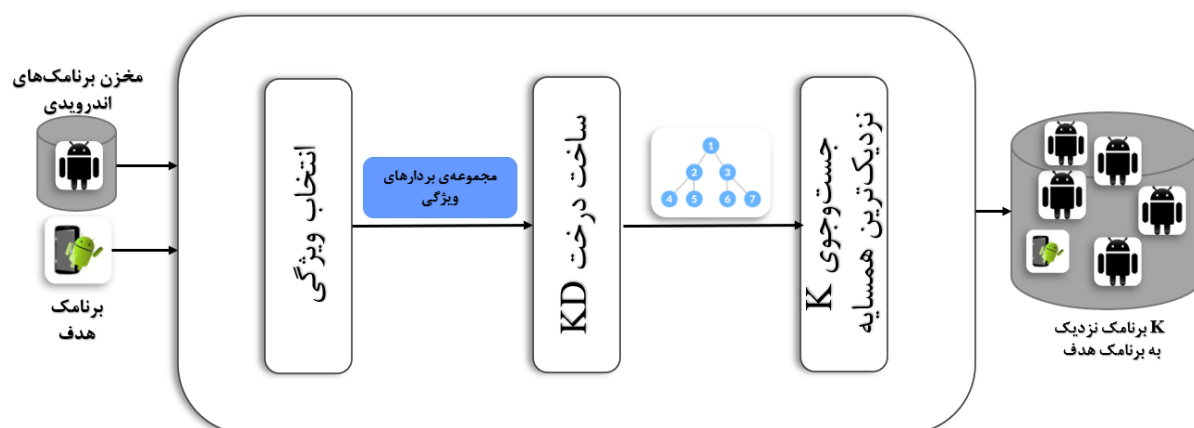 مخزن برنامک‌های
اندرویدی
برنامک
هدف
انتخاب ویژگی
مجموعه‌ی بردارهای
ویژگی
ساخت درخت KD
1
2
3
4
5
6
7
جست‌وجوی K
نزدیک‌ترین همسایه
K برنامک نزدیک
به برنامک هدف